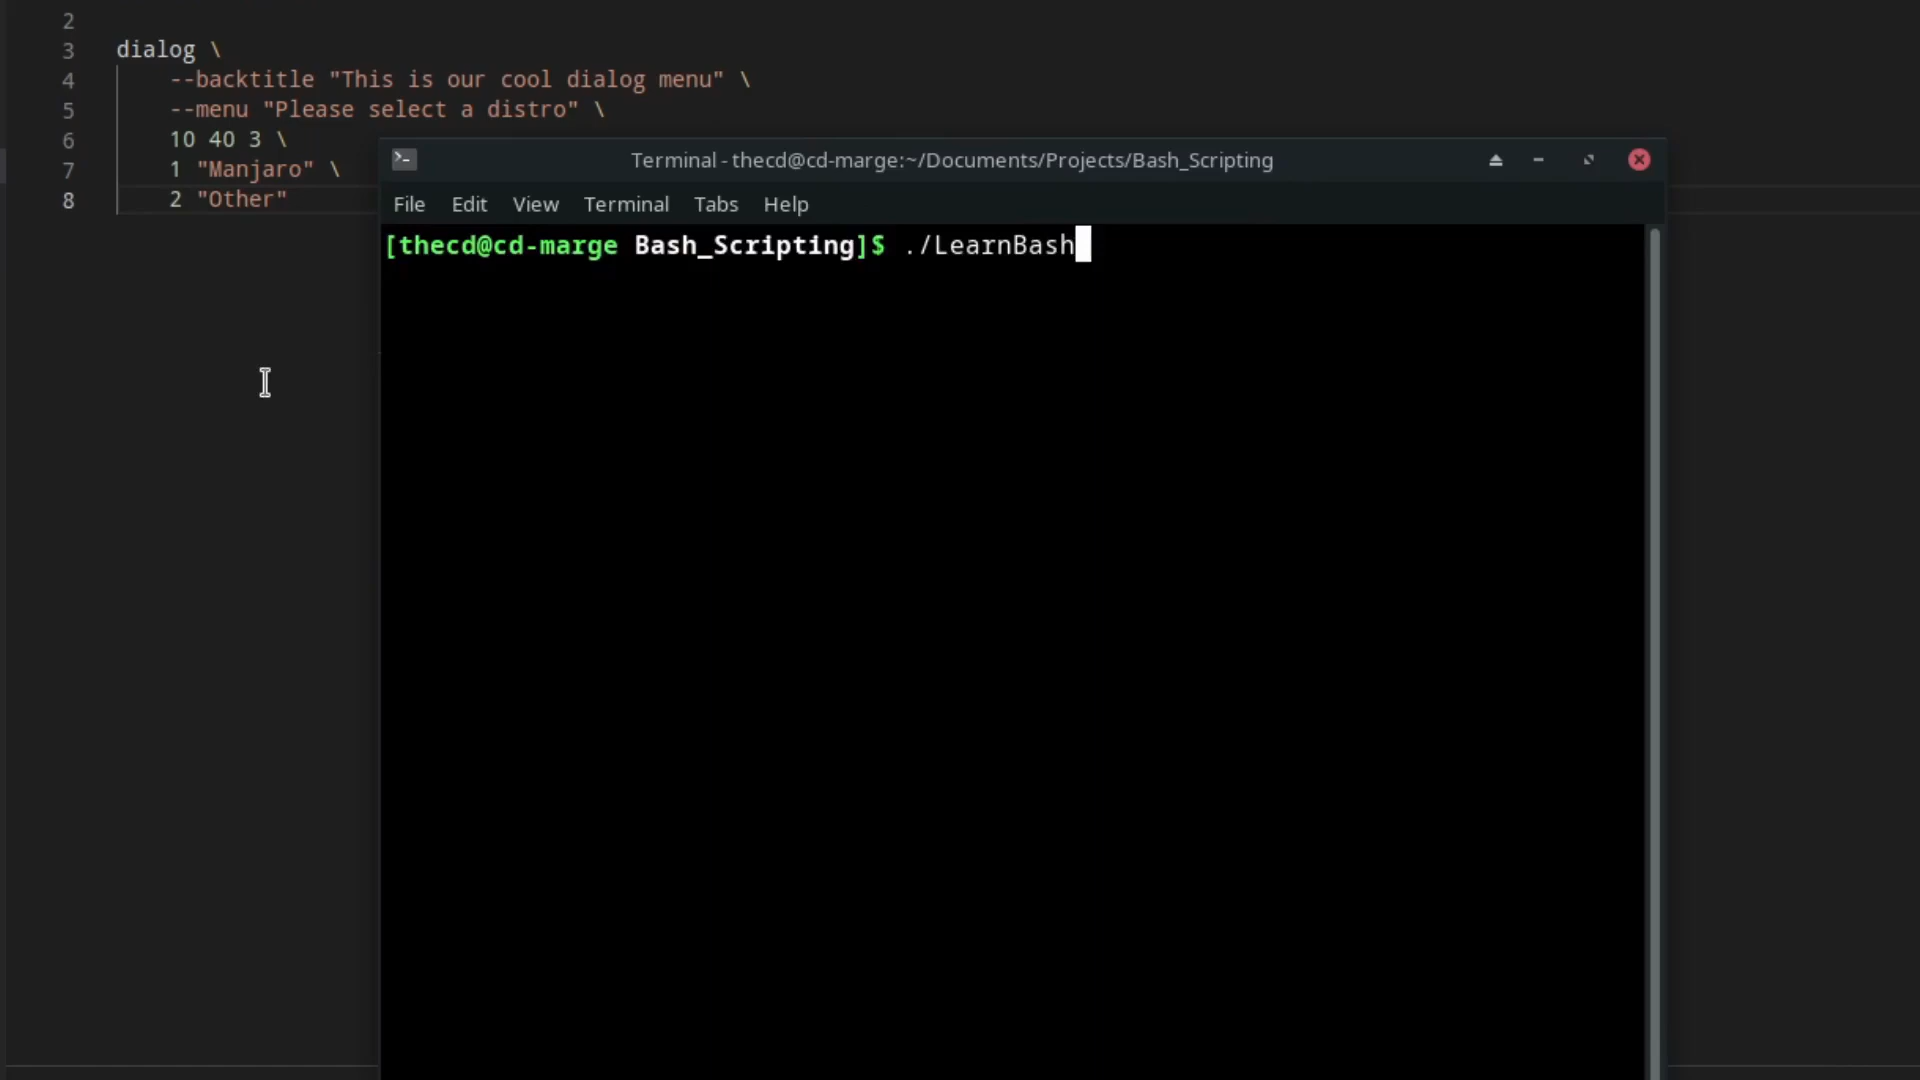 2
3 dialog \
4 --backtitle "This is our cool dialog menu" \
5 --menu "Please select a distro" \
6 10 40 3 \
7 1 "Manjaro" \
8 2 "Other"
Terminal - thecd@cd-marge:~/Documents/Projects/Bash_Scripting
File Edit View Terminal Tabs Help
[thecd@cd-marge Bash_Scripting]$ ./LearnBash